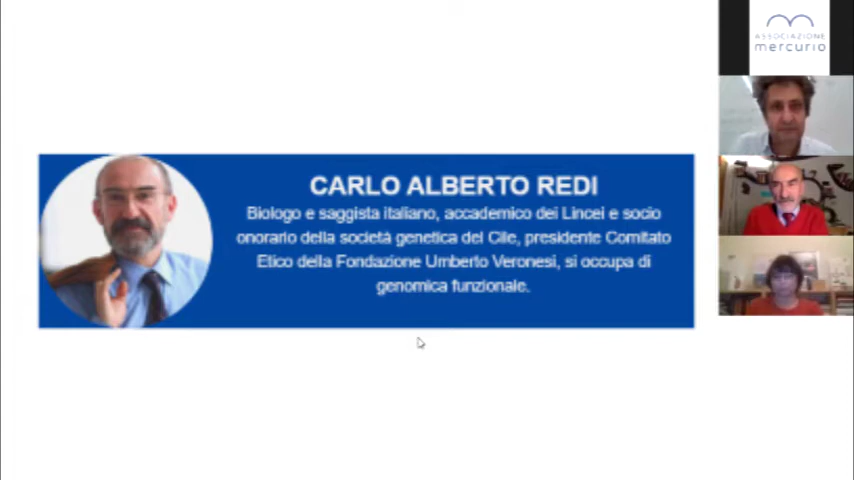 CARLO ALBERTO REDI
Biologo e saggista italiano, accademico dei Lincei e socio
onorario della società genetica del Cile, presidente Comitato
Etico della Fondazione Umberto Veronesi, si occupa di
genomica funzionale.
ASSOCIAZIONE
mercurio